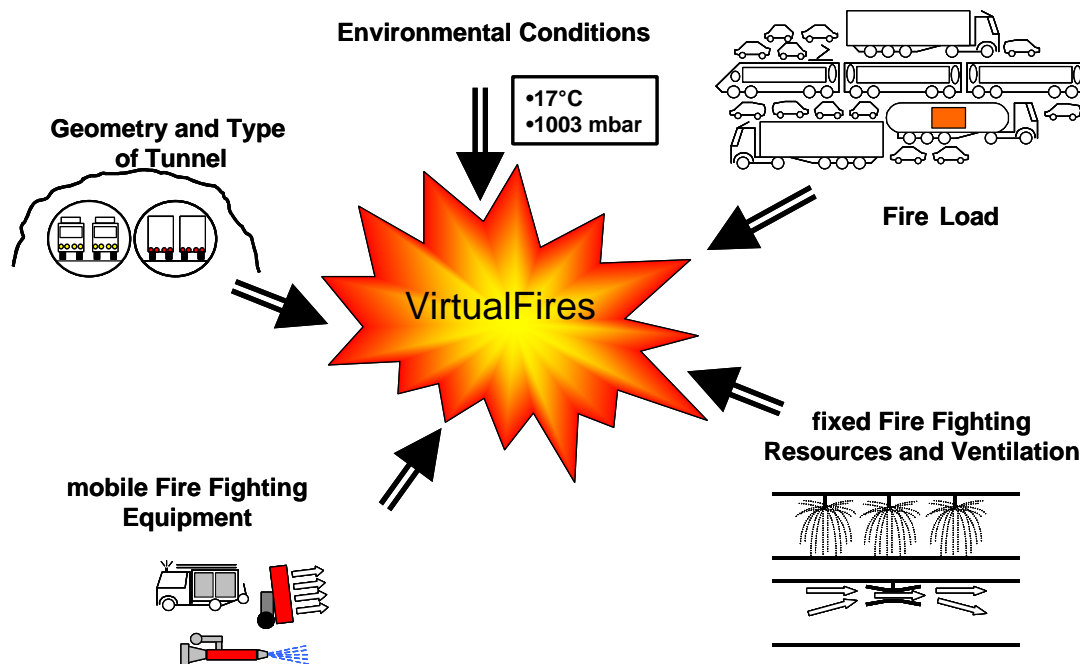 Environmental Conditions
•17°C
•1003 mbar
Geometry and Type
of Tunnel
Fire Load
VirtualFires
fixed Fire Fighting
Resources and Ventilation
mobile Fire Fighting
Equipment